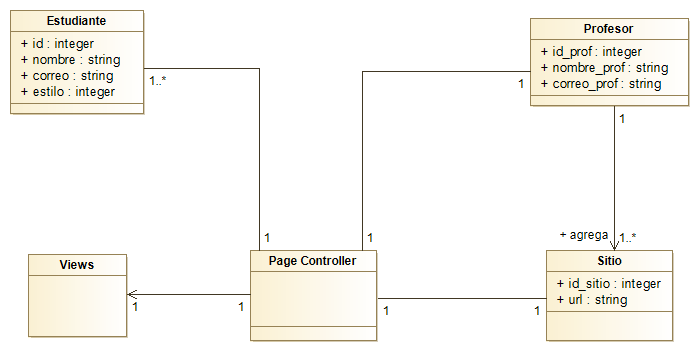 Estudiante
+ id : integer
+ nombre : string
+ correo : string
+ estilo : integer
1..*
Profesor
+ id_prof : integer
+ nombre_prof : string
+ correo_prof : string
1
1
+ agrega
1..*
1
1
Views
Page Controller
Sitio
+ id_sitio : integer
+ url : string
1
1
1
1